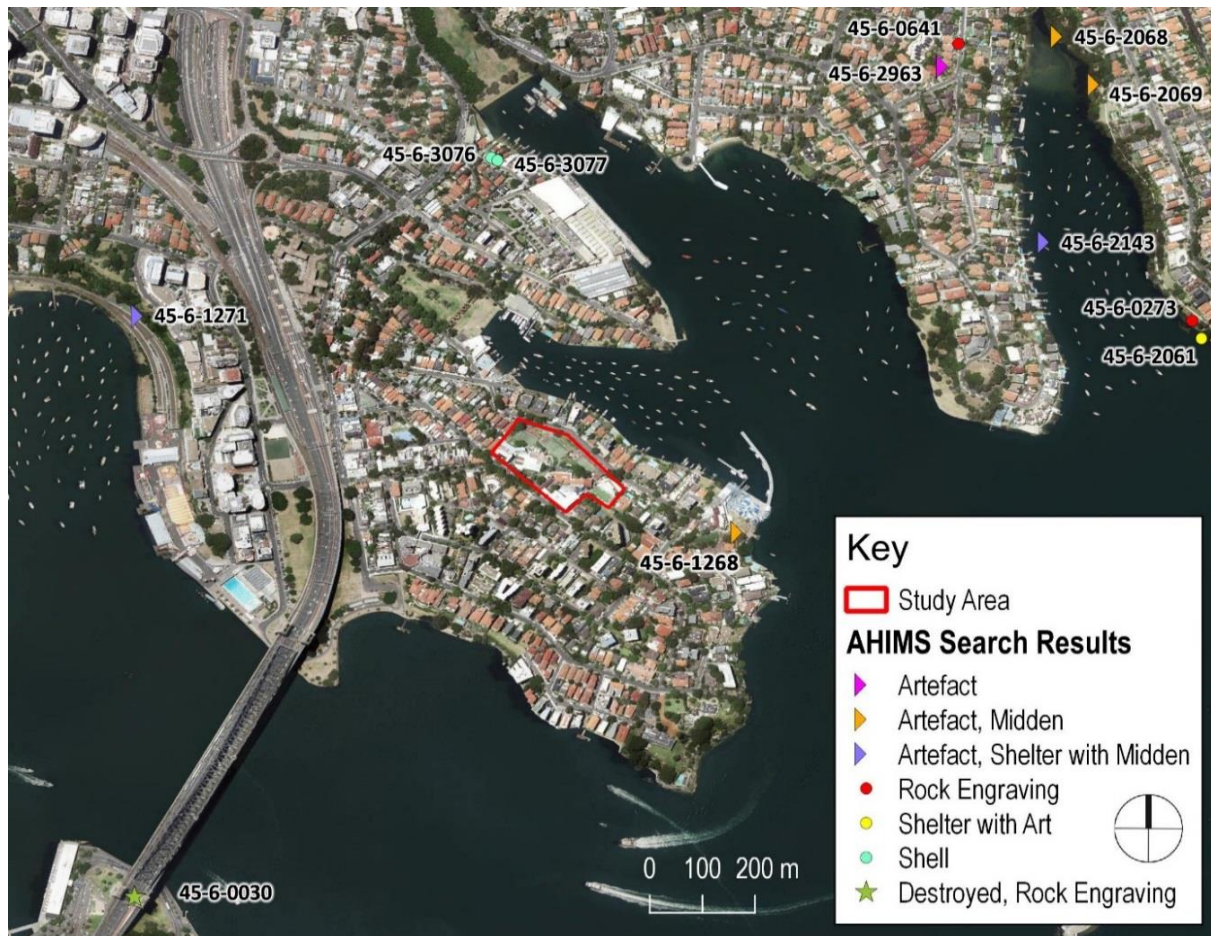 45-6-0641
45-6-2068
45-6-2963
45-6-2069
45-6-3076
45-6-3077
45-6-2143
45-6-1271
45-6-0273
45-6-2061
45-6-1268
45-6-0030
0 100 200 m
Key
Study Area
AHIMS Search Results
Artefact
Artefact, Midden
Artefact, Shelter with Midden
Rock Engraving
Shelter with Art
Shell
Destroyed, Rock Engraving